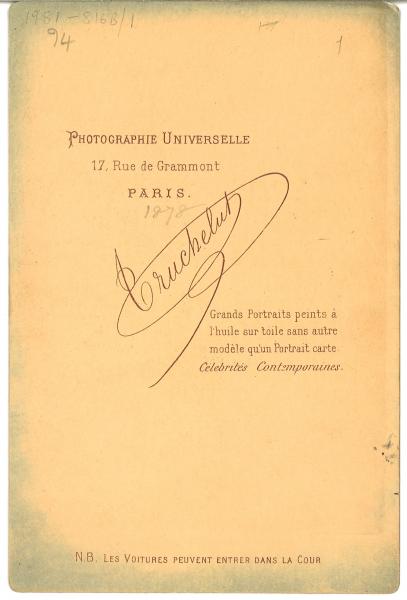 1981-816B/1
94
1
PHOTOGRAPHIE UNIVERSELLE
17, Rue de Grammont
PARIS.
1878
Truchelut
Grands Portraits peints à
l'huile sur toile sans autre
modèle qu'un Portrait carte.
Célébrités Contemporaines.
N.B. LES VOITURES PEUVENT ENTRER DANS LA COUR